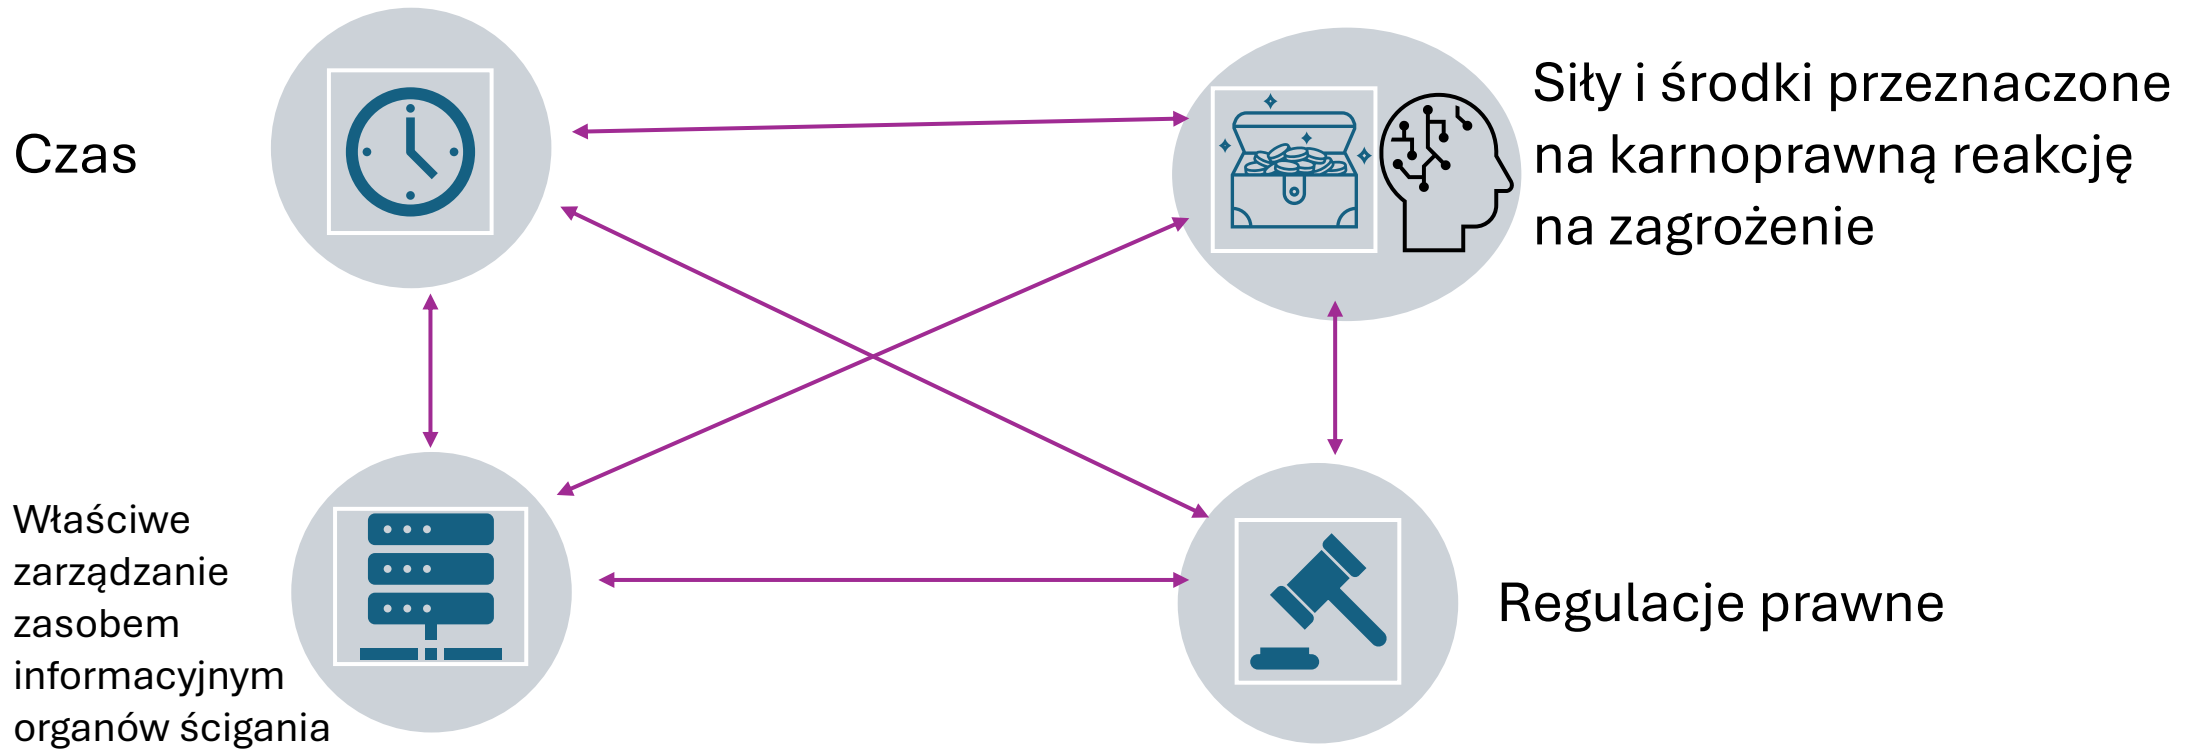 Czas
Siły i środki przeznaczone
na karnoprawną reakcję
na zagrożenie
Właściwe
zarządzanie
zasobem
informacyjnym
organów ścigania
Regulacje prawne